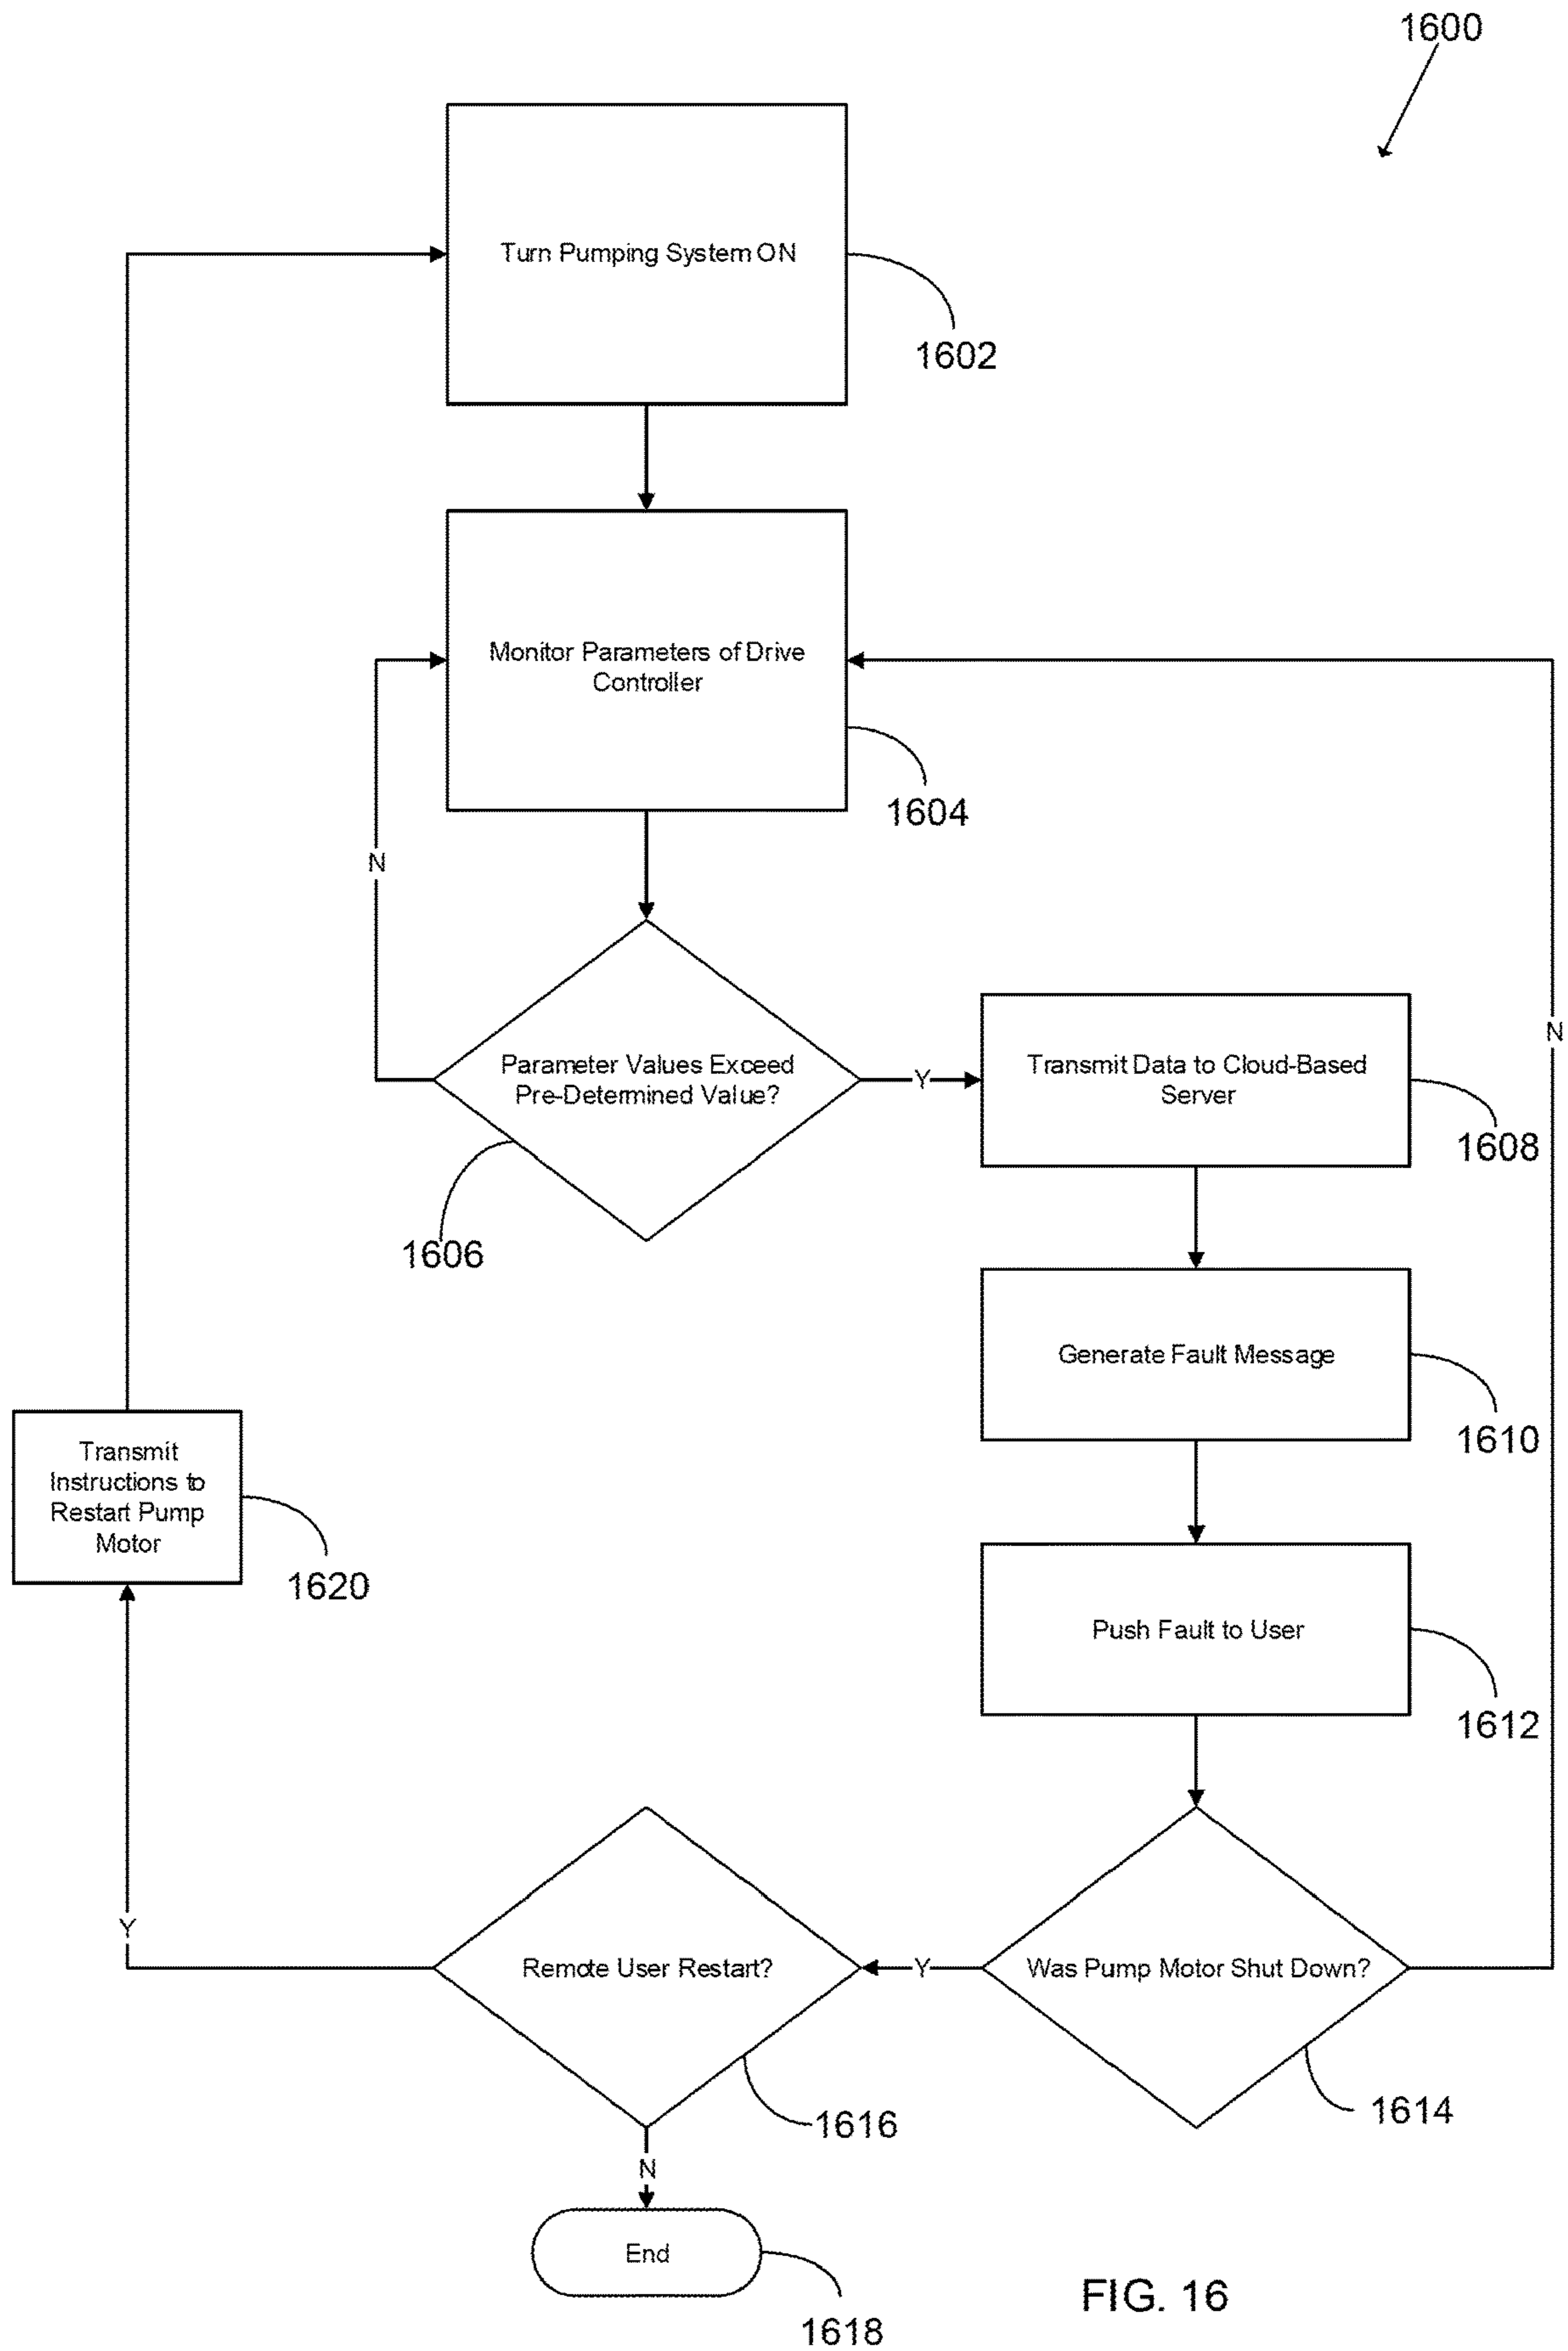 1600
Turn Pumping System ON
1602
Monitor Parameters of Drive
Controller
1604
N
N
Parameter Values Exceed
Pre-Determined Value?
Y
Transmit Data to Cloud-Based
Server
1606
1608
Generate Fault Message
1610
Transmit
Instructions to
Restart Pump
Motor
1620
Push Fault to User
1612
Y
Remote User Restart?
Y
Was Pump Motor Shut Down?
1616
1614
N
End
1618
FIG. 16